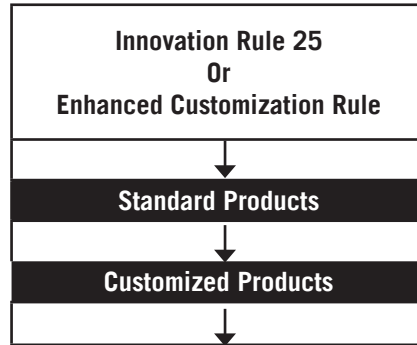 Innovation Rule 25
Or
Enhanced Customization Rule
Standard Products
Customized Products